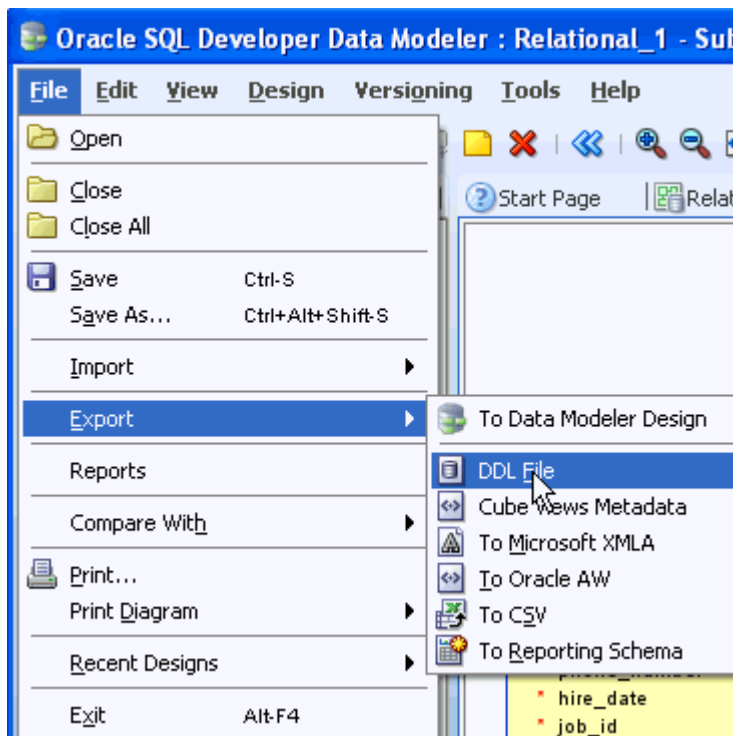 Oracle SQL Developer Data Modeler : Relational_1 - Sub
File Edit View Design Versioning Tools Help
Open
Close
Close All
Save Ctrl-S
Save As... Ctrl+Alt+Shift-S
Import
Export
Reports
Compare With
Print...
Print Diagram
Recent Designs
Exit Alt-F4
Start Page Relat
To Data Modeler Design
DDL File
Cube Views Metadata
To Microsoft XMLA
To Oracle AW
To CSV
To Reporting Schema
* hire_date
* job_id